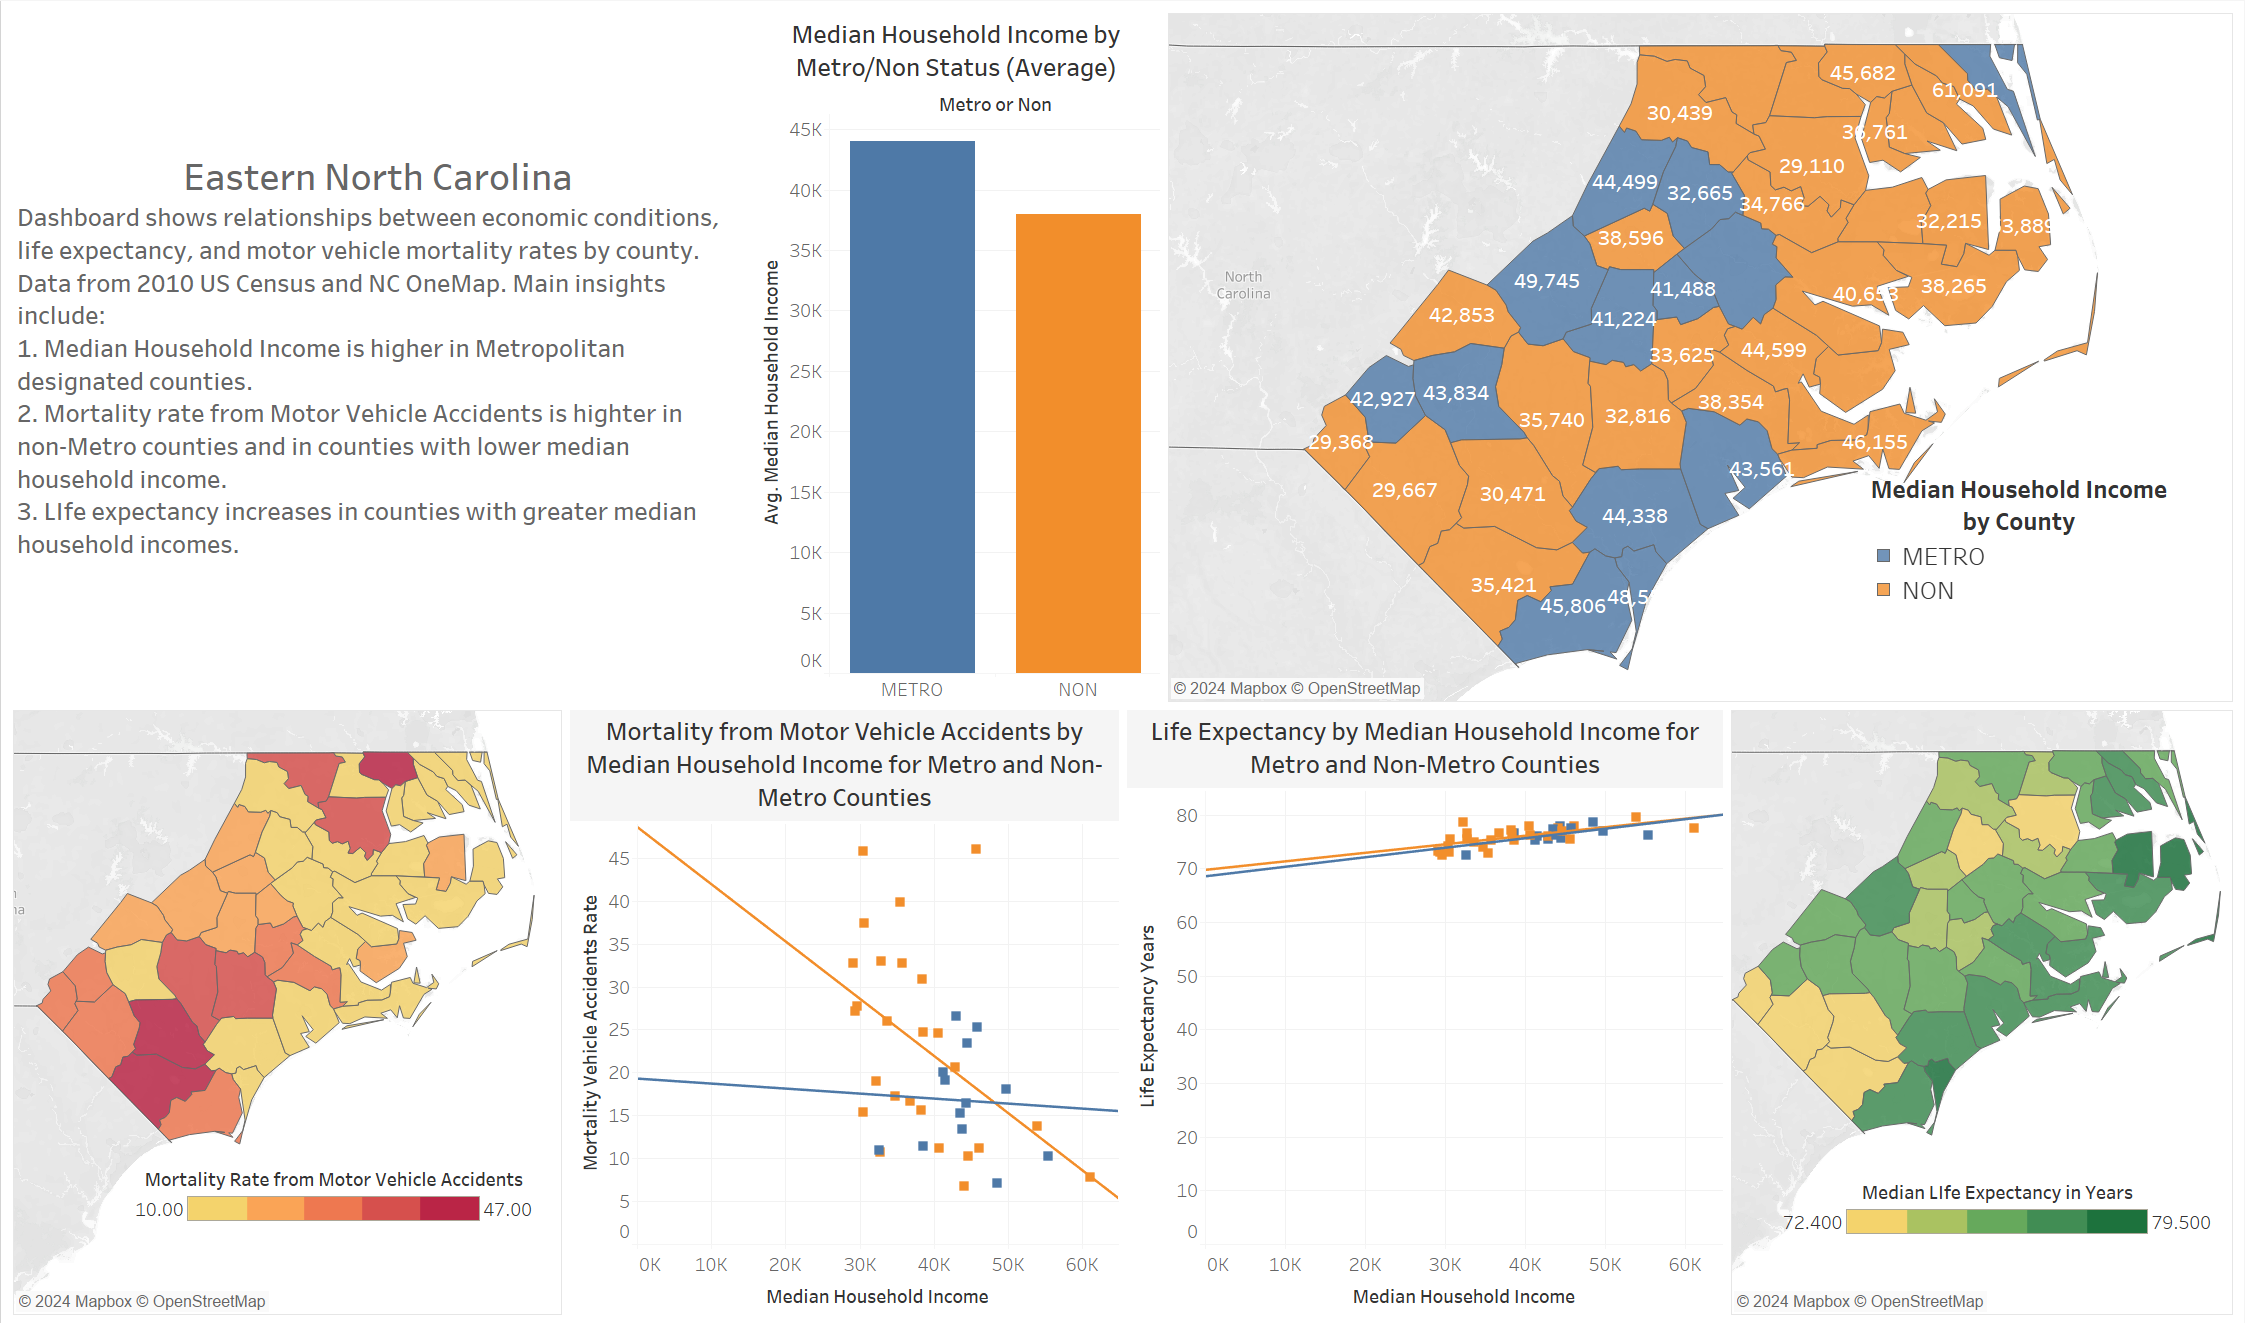 Eastern North Carolina
Dashboard shows relationships between economic conditions,
life expectancy, and motor vehicle mortality rates by county.
Data from 2010 US Census and NC OneMap. Main insights
include:
1. Median Household Income is higher in Metropolitan
designated counties.
2. Mortality rate from Motor Vehicle Accidents is highter in
non-Metro counties and in counties with lower median
household income.
3. LIfe expectancy increases in counties with greater median
household incomes.
Median Household Income by
Metro/Non Status (Average)
Metro or Non
Avg. Median Household Income
45K
40K
35K
30K
25K
20K
15K
10K
5K
0K
METRO
NON
45,682
61,091
30,439
36,761
29,110
44,499
32,665
34,766
32,215
3,889
38,596
49,745
41,488
40,653
38,265
North
Carolina
42,853
41,224
33,625
44,599
42,927
43,834
35,740
32,816
38,354
29,368
46,155
43,561
29,667
30,471
44,338
35,421
45,806
48,5
Median Household Income
by County
METRO
NON
© 2024 Mapbox © OpenStreetMap
na
Mortality Rate from Motor Vehicle Accidents
10.00
47.00
© 2024 Mapbox © OpenStreetMap
Mortality from Motor Vehicle Accidents by
Median Household Income for Metro and Non-
Metro Counties
Mortality Vehicle Accidents Rate
45
40
35
30
25
20
15
10
5
0
0K
10K
20K
30K
40K
50K
60K
Median Household Income
Life Expectancy by Median Household Income for
Metro and Non-Metro Counties
Life Expectancy Years
80
70
60
50
40
30
20
10
0
0K
10K
20K
30K
40K
50K
60K
Median Household Income
Median LIfe Expectancy in Years
72.400
79.500
© 2024 Mapbox © OpenStreetMap